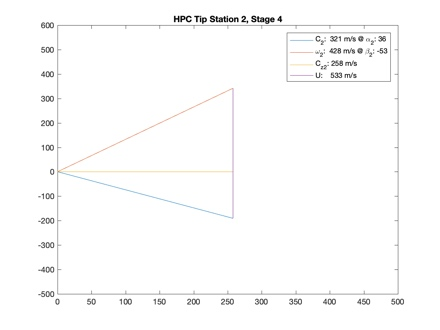 HPC Tip Station 2, Stage 4
600
500
400
300
200
100
0
-100
-200
-300
-400
-500
0 50 100 150 200 250 300 350 400 450 500
C₂: 321 m/s @ α₂: 36
ω₂: 428 m/s @ β₂: -53
C_z2: 258 m/s
U: 533 m/s